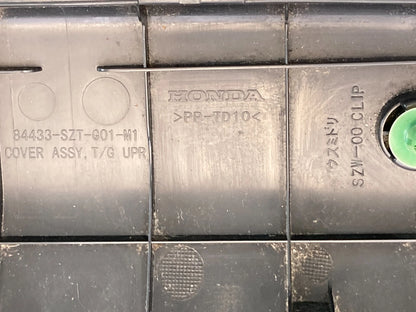 HONDA
>PP-TD10<
84433-SZT-G01-M1
COVER ASSY,T/G UPR
ウスミドリ
SZW-00 CLIP